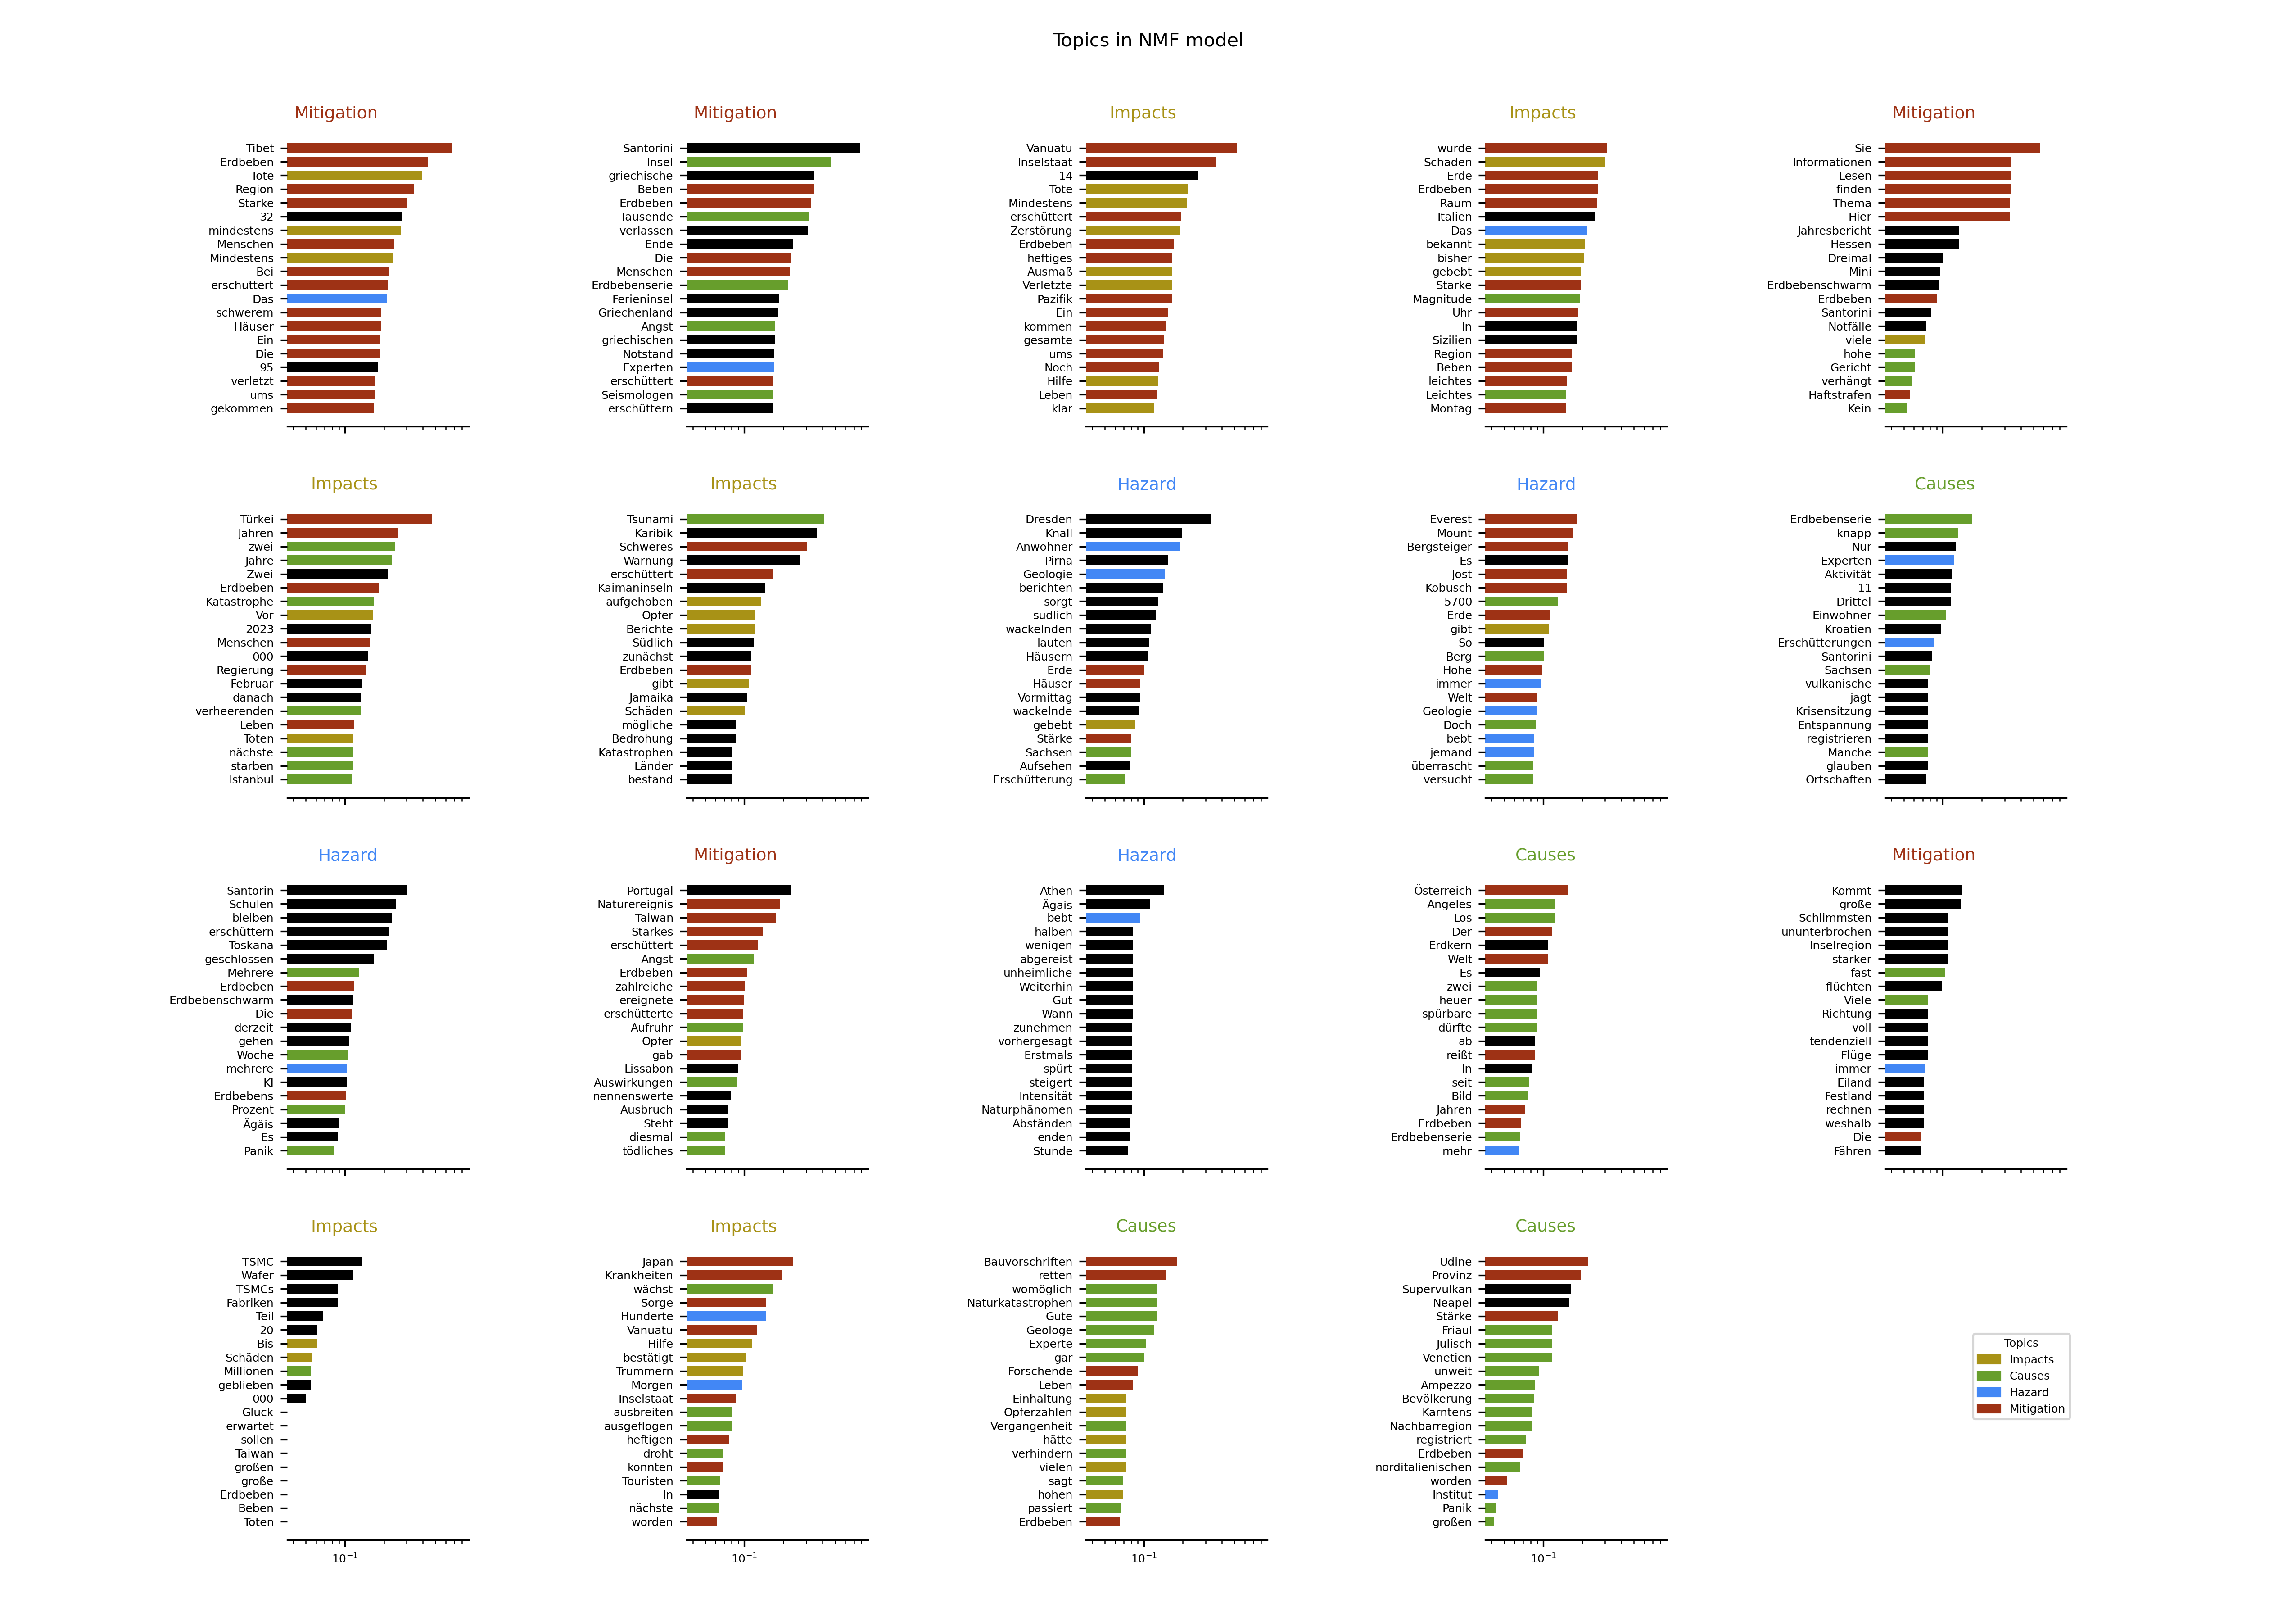 Topics in NMF model
Mitigation
Tibet
Erdbeben
Tote
Region
Stärke
32
mindestens
Menschen
Mindestens
Bei
erschüttert
Das
schwerem
Häuser
Ein
Die
95
verletzt
ums
gekommen
Mitigation
Santorini
Insel
griechische
Beben
Erdbeben
Tausende
verlassen
Ende
Die
Menschen
Erdbebenserie
Ferieninsel
Griechenland
Angst
griechischen
Notstand
Experten
erschüttert
Seismologen
erschüttern
Impacts
Vanuatu
Inselstaat
14
Tote
Mindestens
erschüttert
Zerstörung
Erdbeben
heftiges
Ausmaß
Verletzte
Pazifik
Ein
kommen
gesamte
ums
Noch
Hilfe
Leben
klar
Impacts
wurde
Schäden
Erde
Erdbeben
Raum
Italien
Das
bekannt
bisher
gebebt
Stärke
Magnitude
Uhr
In
Sizilien
Region
Beben
leichtes
Leichtes
Montag
Mitigation
Sie
Informationen
Lesen
finden
Thema
Hier
Jahresbericht
Hessen
Dreimal
Mini
Erdbebenschwarm
Erdbeben
Santorini
Notfälle
viele
hohe
Gericht
verhängt
Haftstrafen
Kein
Impacts
Türkei
Jahren
zwei
Jahre
Zwei
Erdbeben
Katastrophe
Vor
2023
Menschen
000
Regierung
Februar
danach
verheerenden
Leben
Toten
nächste
starben
Istanbul
Impacts
Tsunami
Karibik
Schweres
Warnung
erschüttert
Kaimaninseln
aufgehoben
Opfer
Berichte
Südlich
zunächst
Erdbeben
gibt
Jamaika
Schäden
mögliche
Bedrohung
Katastrophen
Länder
bestand
Hazard
Dresden
Knall
Anwohner
Pirna
Geologie
berichten
sorgt
südlich
wackelnden
lauten
Häusern
Erde
Häuser
Vormittag
wackelnde
gebebt
Stärke
Sachsen
Aufsehen
Erschütterung
Hazard
Everest
Mount
Bergsteiger
Es
Jost
Kobusch
5700
Erde
gibt
So
Berg
Höhe
immer
Welt
Geologie
Doch
bebt
jemand
überrascht
versucht
Causes
Erdbebenserie
knapp
Nur
Experten
Aktivität
11
Drittel
Einwohner
Kroatien
Erschütterungen
Santorini
Sachsen
vulkanische
jagt
Krisensitzung
Entspannung
registrieren
Manche
glauben
Ortschaften
Hazard
Santorin
Schulen
bleiben
erschüttern
Toskana
geschlossen
Mehrere
Erdbeben
Erdbebenschwarm
Die
derzeit
gehen
Woche
mehrere
KI
Erdbebens
Prozent
Ägäis
Es
Panik
Mitigation
Portugal
Naturereignis
Taiwan
Starkes
erschüttert
Angst
Erdbeben
zahlreiche
ereignete
erschütterte
Aufruhr
Opfer
gab
Lissabon
Auswirkungen
nennenswerte
Ausbruch
Steht
diesmal
tödliches
Hazard
Athen
Ägäis
bebt
halben
wenigen
abgereist
unheimliche
Weiterhin
Gut
Wann
zunehmen
vorhergesagt
Erstmals
spürt
steigert
Intensität
Naturphänomen
Abständen
enden
Stunde
Causes
Österreich
Angeles
Los
Der
Erdkern
Welt
Es
zwei
heuer
spürbare
dürfte
ab
reißt
In
seit
Bild
Jahren
Erdbeben
Erdbebenserie
mehr
Mitigation
Kommt
große
Schlimmsten
ununterbrochen
Inselregion
stärker
fast
flüchten
Viele
Richtung
voll
tendenziell
Flüge
immer
Eiland
Festland
rechnen
weshalb
Die
Fähren
Impacts
TSMC
Wafer
TSMCs
Fabriken
Teil
20
Bis
Schäden
Millionen
geblieben
000
Glück
erwartet
sollen
Taiwan
großen
große
Erdbeben
Beben
Toten
10⁻¹
Impacts
Japan
Krankheiten
wächst
Sorge
Hunderte
Vanuatu
Hilfe
bestätigt
Trümmern
Morgen
Inselstaat
ausbreiten
ausgeflogen
heftigen
droht
könnten
Touristen
In
nächste
worden
10⁻¹
Causes
Bauvorschriften
retten
womöglich
Naturkatastrophen
Gute
Geologe
Experte
gar
Forschende
Leben
Einhaltung
Opferzahlen
Vergangenheit
hätte
verhindern
vielen
sagt
hohen
passiert
Erdbeben
10⁻¹
Causes
Udine
Provinz
Supervulkan
Neapel
Stärke
Friaul
Julisch
Venetien
unweit
Ampezzo
Bevölkerung
Kärntens
Nachbarregion
registriert
Erdbeben
norditalienischen
worden
Institut
Panik
großen
10⁻¹
Topics
Impacts
Causes
Hazard
Mitigation